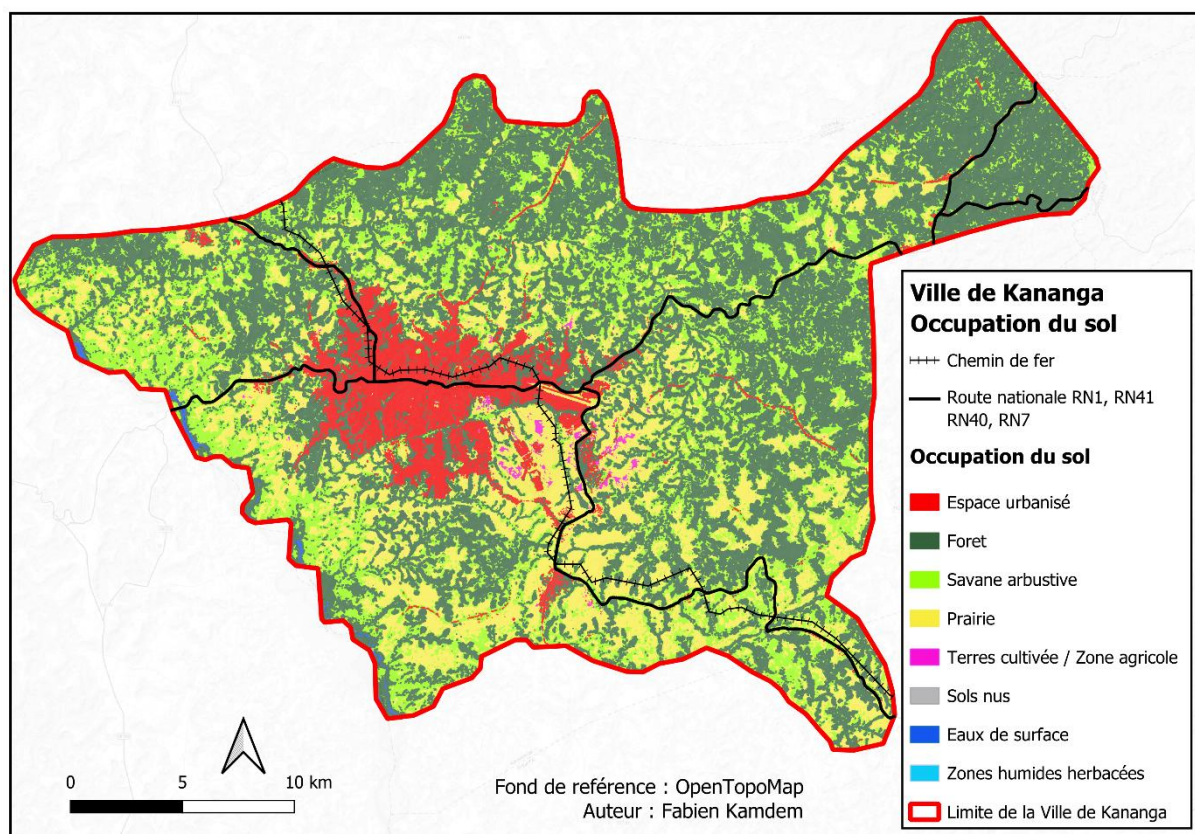 Ville de Kananga
Occupation du sol
Chemin de fer
Route nationale RN1, RN41
RN40, RN7
Occupation du sol
Espace urbanisé
Foret
Savane arbustive
Prairie
Terres cultivée / Zone agricole
Sols nus
Eaux de surface
Zones humides herbacées
Limite de la Ville de Kananga
0 5 10 km
Fond de reférence : OpenTopoMap
Auteur : Fabien Kamdem